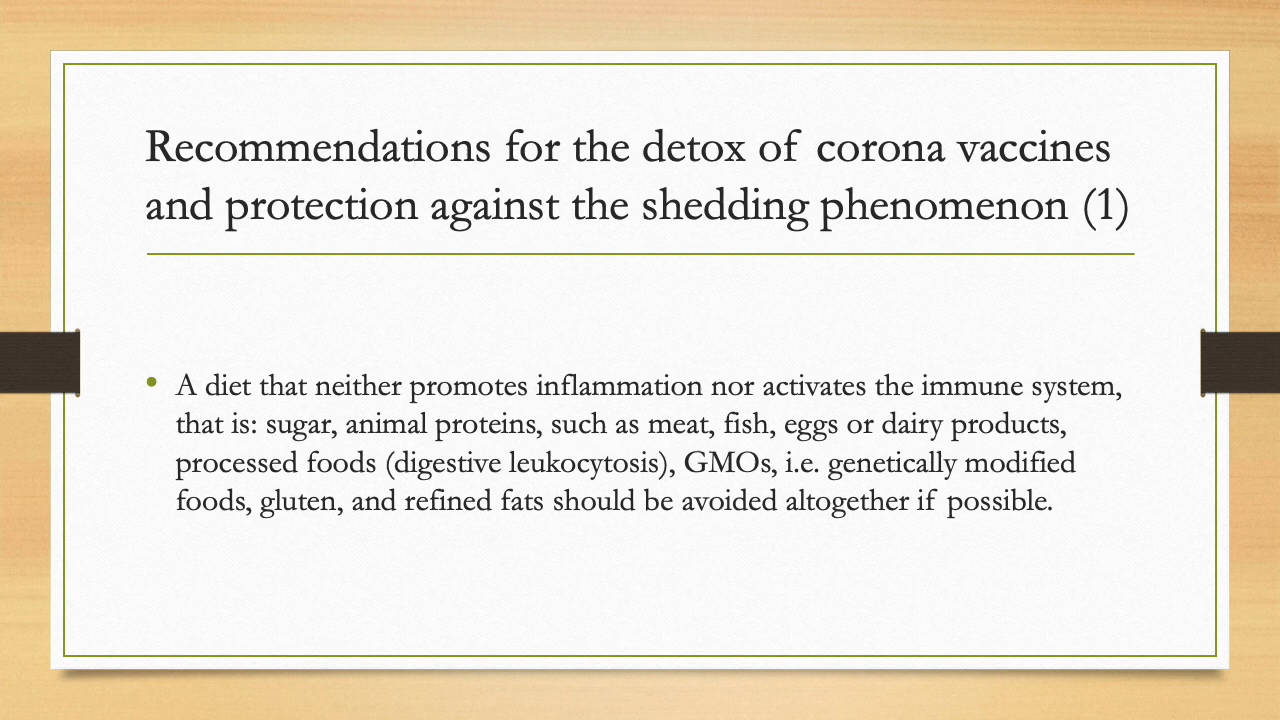 Recommendations for the detox of corona vaccines
and protection against the shedding phenomenon (1)
• A diet that neither promotes inflammation nor activates the immune system,
that is: sugar, animal proteins, such as meat, fish, eggs or dairy products,
processed foods (digestive leukocytosis), GMOs, i.e. genetically modified
foods, gluten, and refined fats should be avoided altogether if possible.